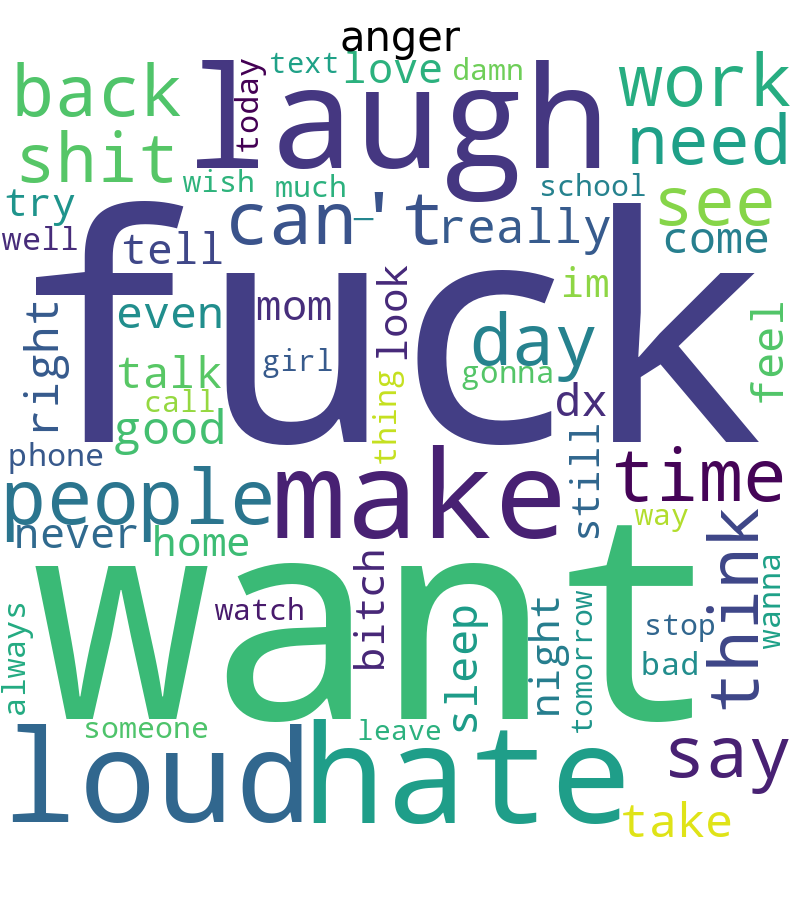 anger
text
love
damn
today
laugh
back
work
shit
need
wish
much
school
try
can_'t
really
see
well
tell
come
fuck
im
even
mom
look
right
day
feel
girl
talk
gonna
call
thing
dx
good
phone
still
make
time
people
way
never
home
think
want
bitch
wanna
watch
sleep
night
tomorrow
stop
always
bad
someone
leave
loud
hate
say
take